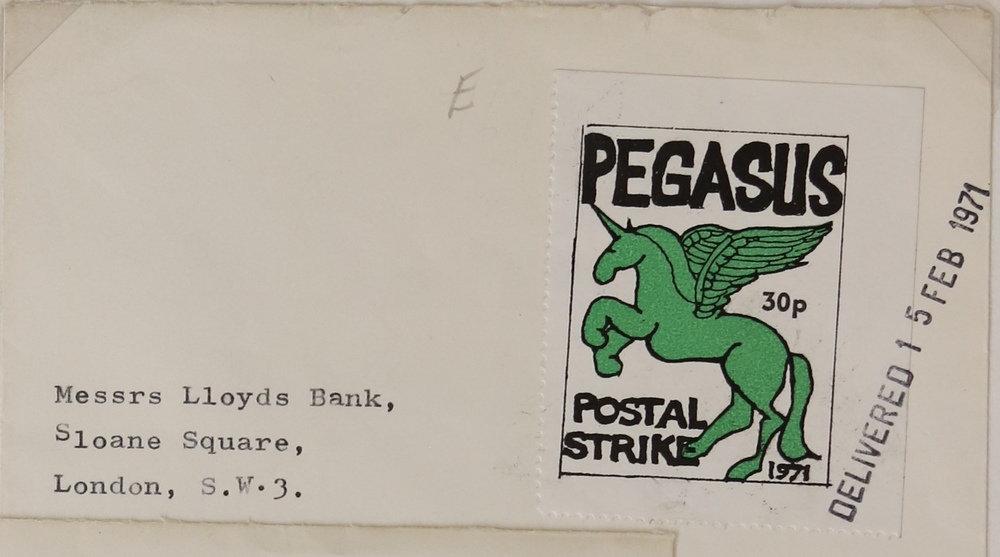 E
PEGASUS
30p
POSTAL
STRIKE
1971
DELIVERED 15 FEB 1971
Messrs Lloyds Bank,
Sloane Square,
London, S.W.3.